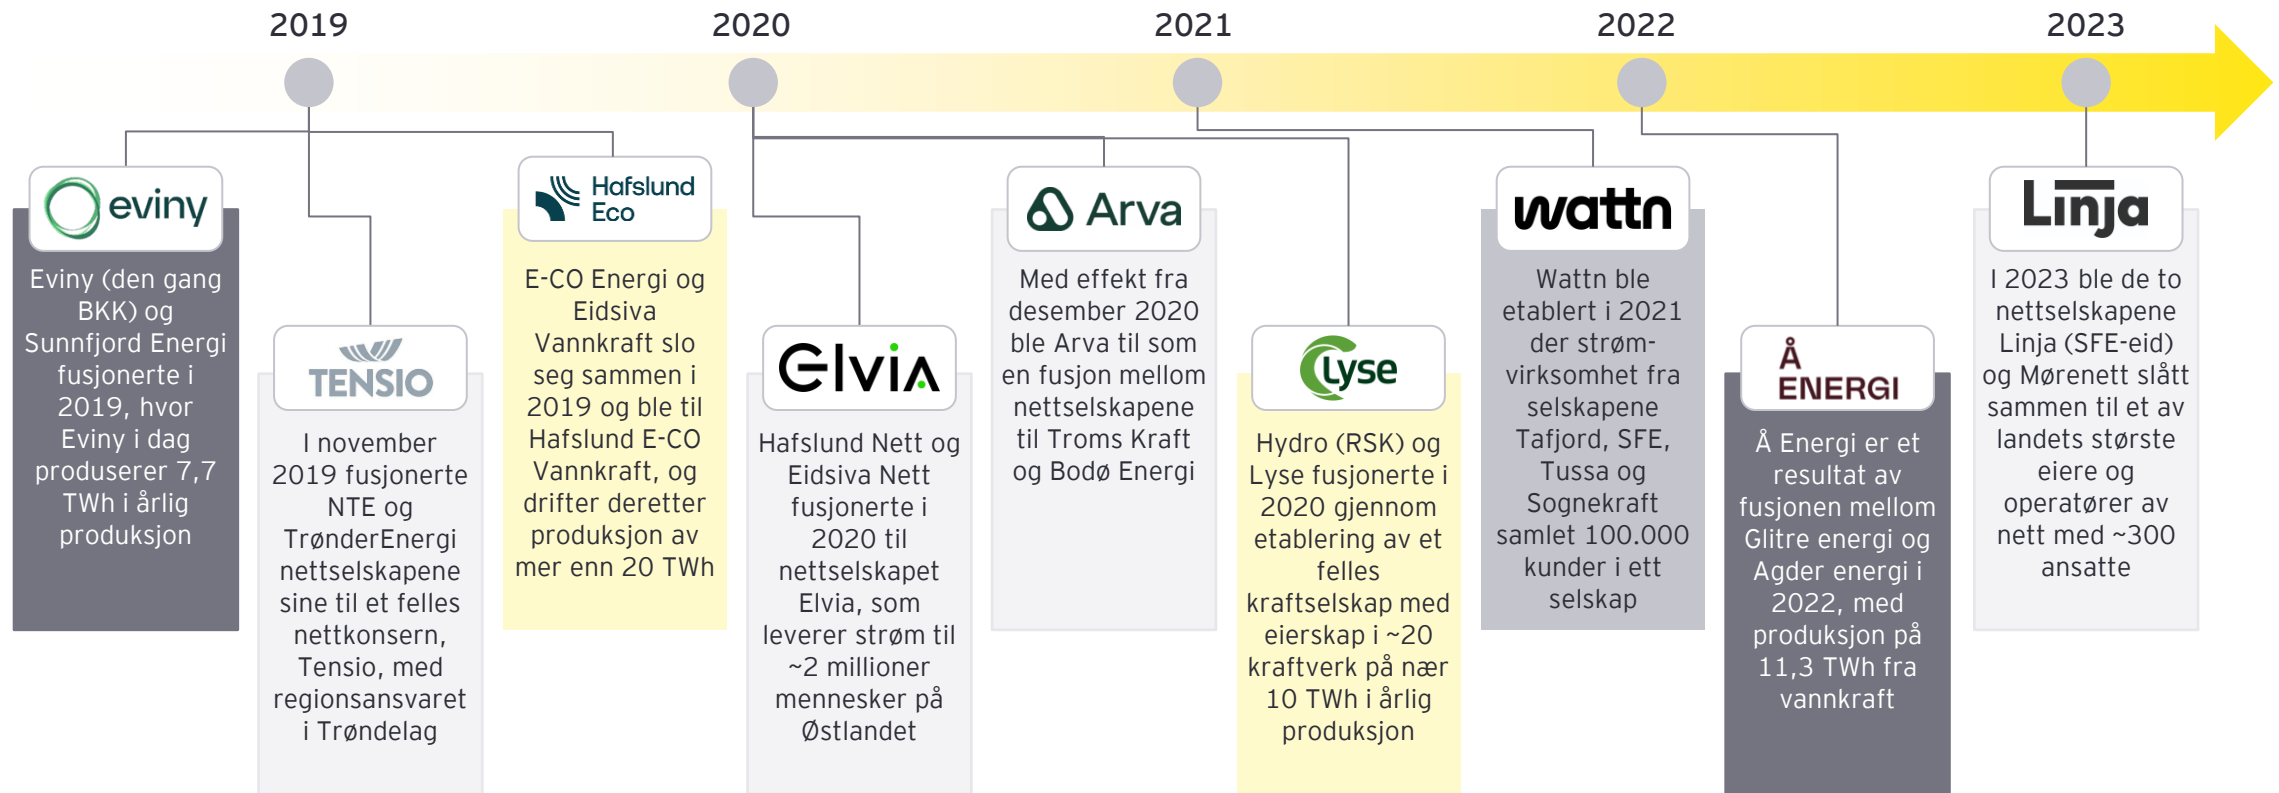 2019
2020
2021
2022
2023
eviny
Eviny (den gang
BKK) og
Sunnfjord Energi
fusjonerte i
2019, hvor
Eviny i dag
produserer 7,7
TWh i årlig
produksjon
TENSIO
I november
2019 fusjonerte
NTE og
TrønderEnergi
nettselskapene
sine til et felles
nettkonsern,
Tensio, med
regionsansvaret
i Trøndelag
Hafslund
Eco
E-CO Energi og
Eidsiva
Vannkraft slo
seg sammen i
2019 og ble til
Hafslund E-CO
Vannkraft, og
drifter deretter
produksjon av
mer enn 20 TWh
Elvia
Hafslund Nett og
Eidsiva Nett
fusjonerte i
2020 til
nettselskapet
Elvia, som
leverer strøm til
~2 millioner
mennesker på
Østlandet
Arva
Med effekt fra
desember 2020
ble Arva til som
en fusjon mellom
nettselskapene
til Troms Kraft
og Bodø Energi
Lyse
Hydro (RSK) og
Lyse fusjonerte i
2020 gjennom
etablering av et
felles
kraftselskap med
eierskap i ~20
kraftverk på nær
10 TWh i årlig
produksjon
wattn
Wattn ble
etablert i 2021
der strøm-
virksomhet fra
selskapene
Tafjord, SFE,
Tussa og
Sognekraft
samlet 100.000
kunder i ett
selskap
Å
ENERGI
Å Energi er et
resultat av
fusjonen mellom
Glitre energi og
Agder energi i
2022, med
produksjon på
11,3 TWh fra
vannkraft
Linja
I 2023 ble de to
nettselskapene
Linja (SFE-eid)
og Mørenett slått
sammen til et av
landets største
eiere og
operatører av
nett med ~300
ansatte